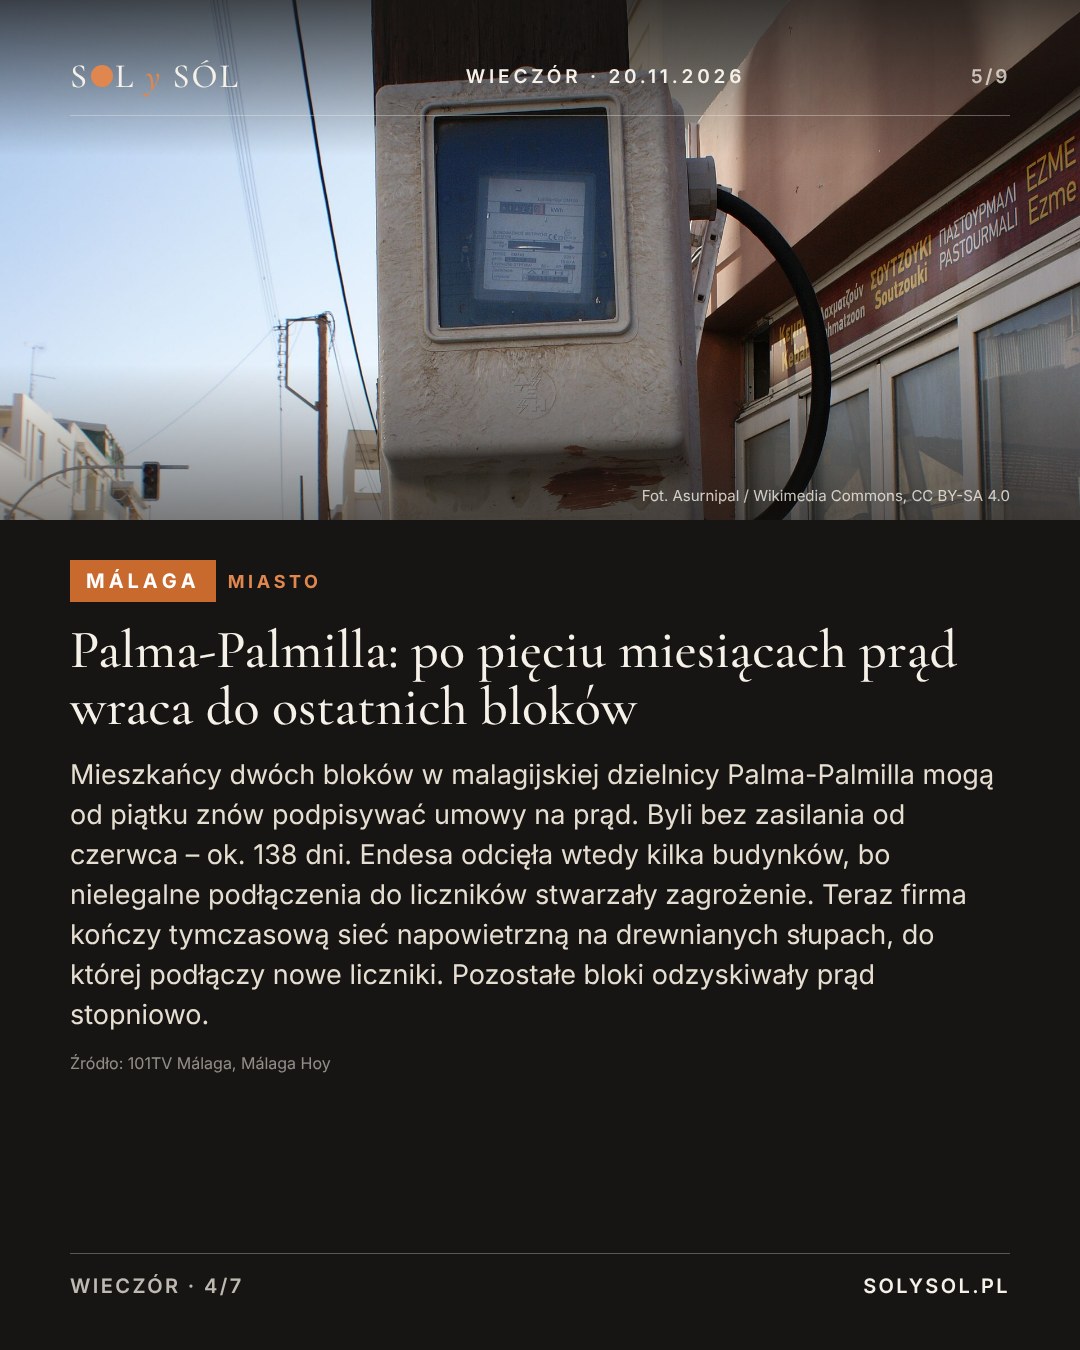 SOL y SÓL
WIECZÓR · 20.11.2026
5/9
kWh
EZME
Ezme
ΠΑΣΤΟΥΡΜΑΛΙ
PASTOURMALI
ΣΟΥΤΖΟΥΚΙ
Soutzouki
Fot. Asurnipal / Wikimedia Commons, CC BY-SA 4.0
MÁLAGA MIASTO
Palma-Palmilla: po pięciu miesiącach prąd
wraca do ostatnich bloków
Mieszkańcy dwóch bloków w malagijskiej dzielnicy Palma-Palmilla mogą
od piątku znów podpisywać umowy na prąd. Byli bez zasilania od
czerwca – ok. 138 dni. Endesa odcięła wtedy kilka budynków, bo
nielegalne podłączenia do liczników stwarzały zagrożenie. Teraz firma
kończy tymczasową sieć napowietrzną na drewnianych słupach, do
której podłączy nowe liczniki. Pozostałe bloki odzyskiwały prąd
stopniowo.
Źródło: 101TV Málaga, Málaga Hoy
WIECZÓR · 4/7
SOLYSOL.PL